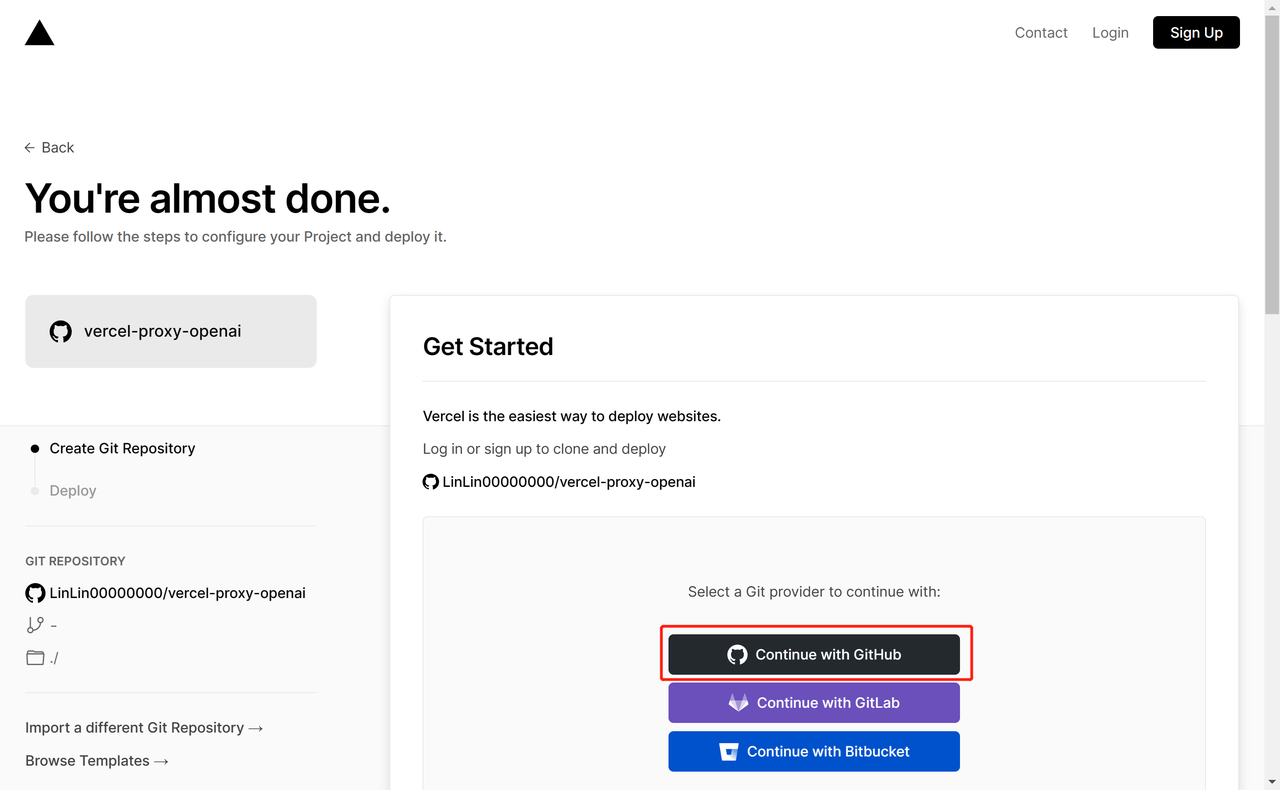 Contact Login Sign Up
← Back
You're almost done.
Please follow the steps to configure your Project and deploy it.
vercel-proxy-openai
Create Git Repository
Deploy
GIT REPOSITORY
LinLin00000000/vercel-proxy-openai
-
./
Import a different Git Repository →
Browse Templates →
Get Started
Vercel is the easiest way to deploy websites.
Log in or sign up to clone and deploy
LinLin00000000/vercel-proxy-openai
Select a Git provider to continue with:
Continue with GitHub
Continue with GitLab
Continue with Bitbucket